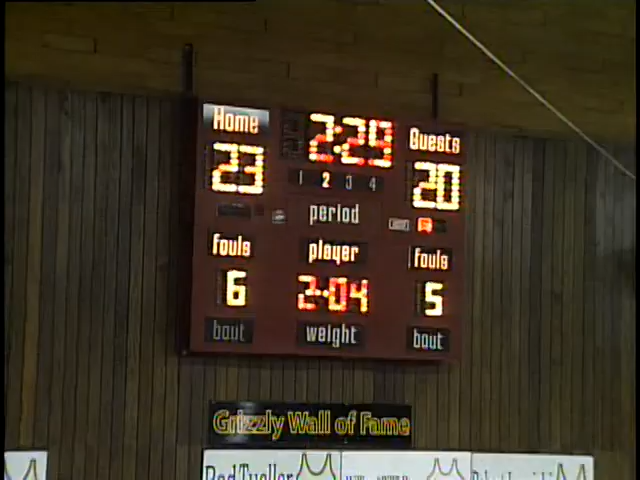 Home 2:29 Guests
23 20
1 2 3 4
period
fouls player fouls
6 2-04 5
bout weight bout
Grizzly Wall of Fame